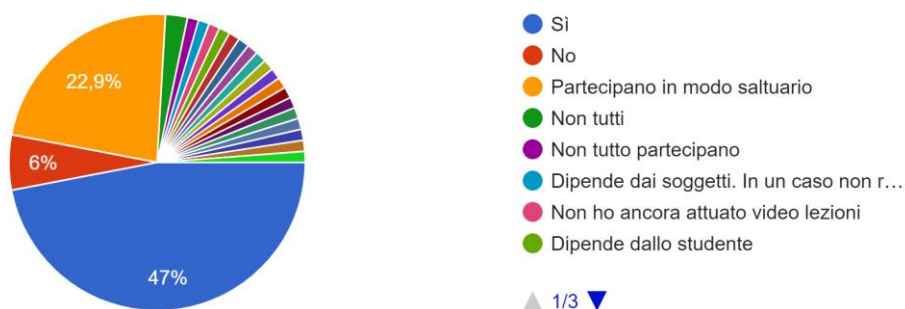 22,9%
6%
47%
Sì
No
Partecipano in modo saltuario
Non tutti
Non tutto partecipano
Dipende dai soggetti. In un caso non r…
Non ho ancora attuato video lezioni
Dipende dallo studente
1/3